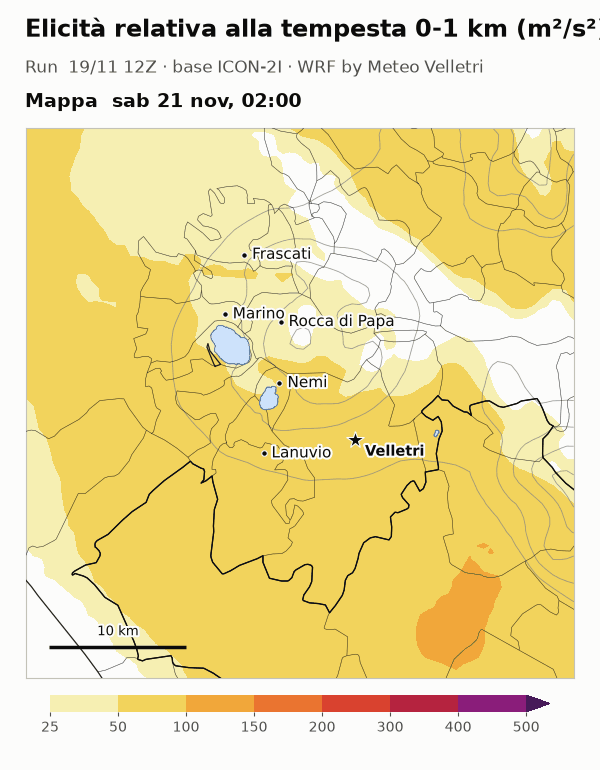 Elicità relativa alla tempesta 0-1 km (m²/s²)
Run  19/11 12Z · base ICON-2I · WRF by Meteo Velletri
Mappa  sab 21 nov, 02:00
Frascati
Marino
Rocca di Papa
Nemi
Velletri
Lanuvio
10 km
25 50 100 150 200 300 400 500